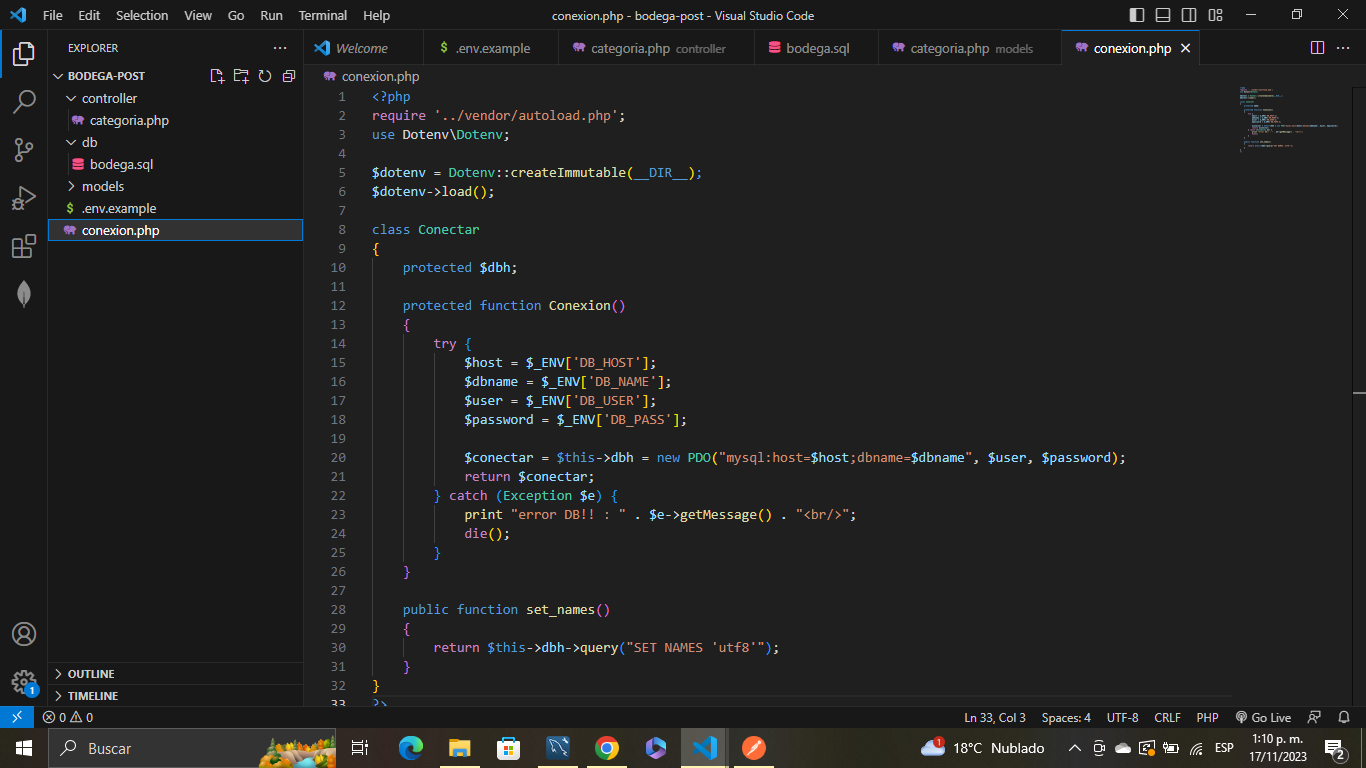 File Edit Selection View Go Run Terminal Help
conexion.php - bodega-post - Visual Studio Code
EXPLORER
Welcome
.env.example
categoria.php controller
bodega.sql
categoria.php models
conexion.php
BODEGA-POST
controller
categoria.php
db
bodega.sql
models
.env.example
conexion.php
OUTLINE
TIMELINE
conexion.php
1 <?php
2 require '../vendor/autoload.php';
3 use Dotenv\Dotenv;
4
5 $dotenv = Dotenv::createImmutable(__DIR__);
6 $dotenv->load();
7
8 class Conectar
9 {
10 protected $dbh;
11
12 protected function Conexion()
13 {
14 try {
15 $host = $_ENV['DB_HOST'];
16 $dbname = $_ENV['DB_NAME'];
17 $user = $_ENV['DB_USER'];
18 $password = $_ENV['DB_PASS'];
19
20 $conectar = $this->dbh = new PDO("mysql:host=$host;dbname=$dbname", $user, $password);
21 return $conectar;
22 } catch (Exception $e) {
23 print "error DB!! : " . $e->getMessage() . "<br/>";
24 die();
25 }
26 }
27
28 public function set_names()
29 {
30 return $this->dbh->query("SET NAMES 'utf8'");
31 }
32 }
33 ?>
1
0 0
Ln 33, Col 3 Spaces: 4 UTF-8 CRLF PHP Go Live
Buscar
1
18°C Nublado
ESP
1:10 p. m.
17/11/2023
2